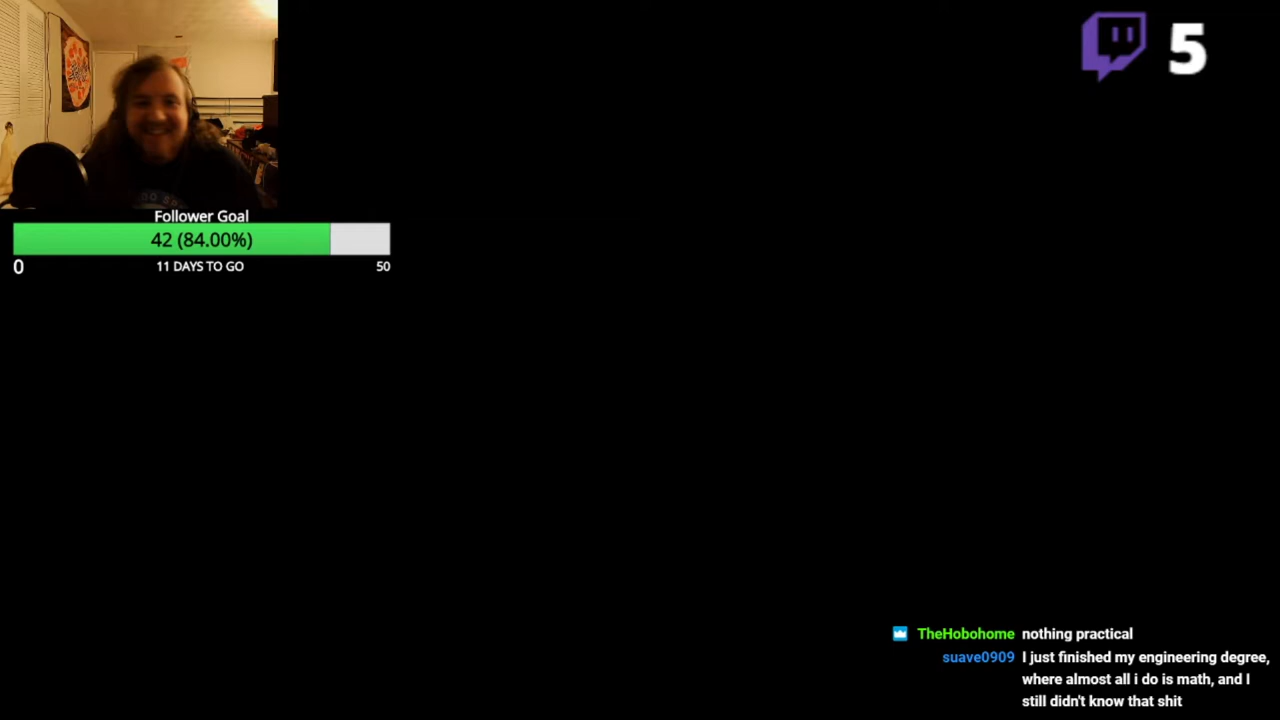 5
Follower Goal
42 (84.00%)
0 11 DAYS TO GO 50
TheHobohome nothing practical
suave0909 I just finished my engineering degree,
where almost all i do is math, and I
still didn't know that shit